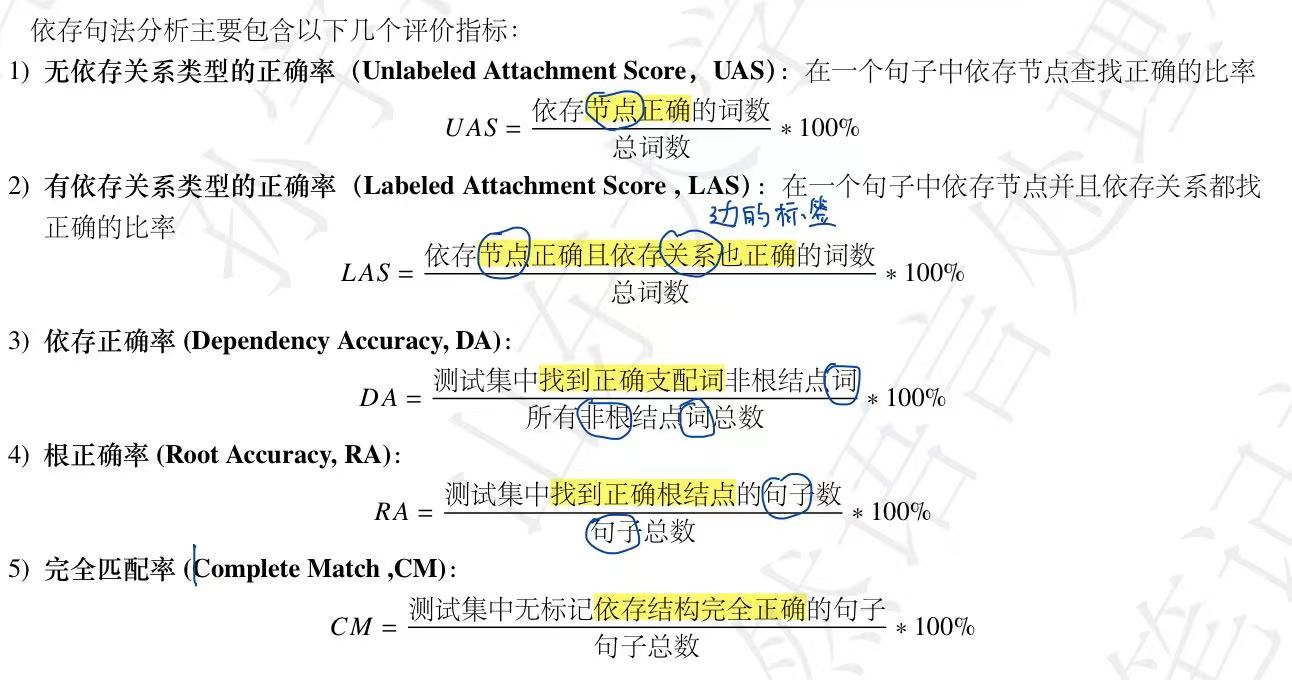 依存句法分析主要包含以下几个评价指标：
1) 无依存关系类型的正确率（Unlabeled Attachment Score，UAS）：在一个句子中依存节点查找正确的比率
依存节点正确的词数
UAS = * 100%
总词数
2) 有依存关系类型的正确率（Labeled Attachment Score , LAS）：在一个句子中依存节点并且依存关系都找
边的标签
正确的比率
依存节点正确且依存关系也正确的词数
LAS = * 100%
总词数
3) 依存正确率 (Dependency Accuracy, DA)：
测试集中找到正确支配词非根结点词
DA = * 100%
所有非根结点词总数
4) 根正确率 (Root Accuracy, RA)：
测试集中找到正确根结点的句子数
RA = * 100%
句子总数
5) 完全匹配率 (Complete Match ,CM)：
测试集中无标记依存结构完全正确的句子
CM = * 100%
句子总数